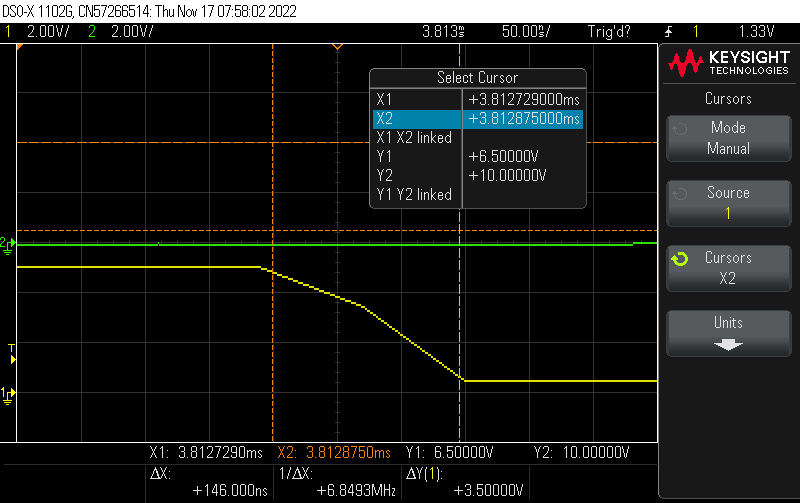 DSO-X 1102G, CN57266514: Thu Nov 17 07:58:02 2022
1 2.00V/ 2 2.00V/ 3.813ms 50.00ns/ Trig'd? 1 1.33V
KEYSIGHT
TECHNOLOGIES
Cursors
Mode
Manual
Source
1
Cursors
X2
Units
Select Cursor
X1 +3.812729000ms
X2 +3.812875000ms
X1 X2 linked
Y1 +6.50000V
Y2 +10.00000V
Y1 Y2 linked
2
T
1
X1: 3.8127290ms X2: 3.8128750ms Y1: 6.50000V Y2: 10.00000V
ΔX: 1/ΔX: ΔY(1):
+146.000ns +6.8493MHz +3.50000V